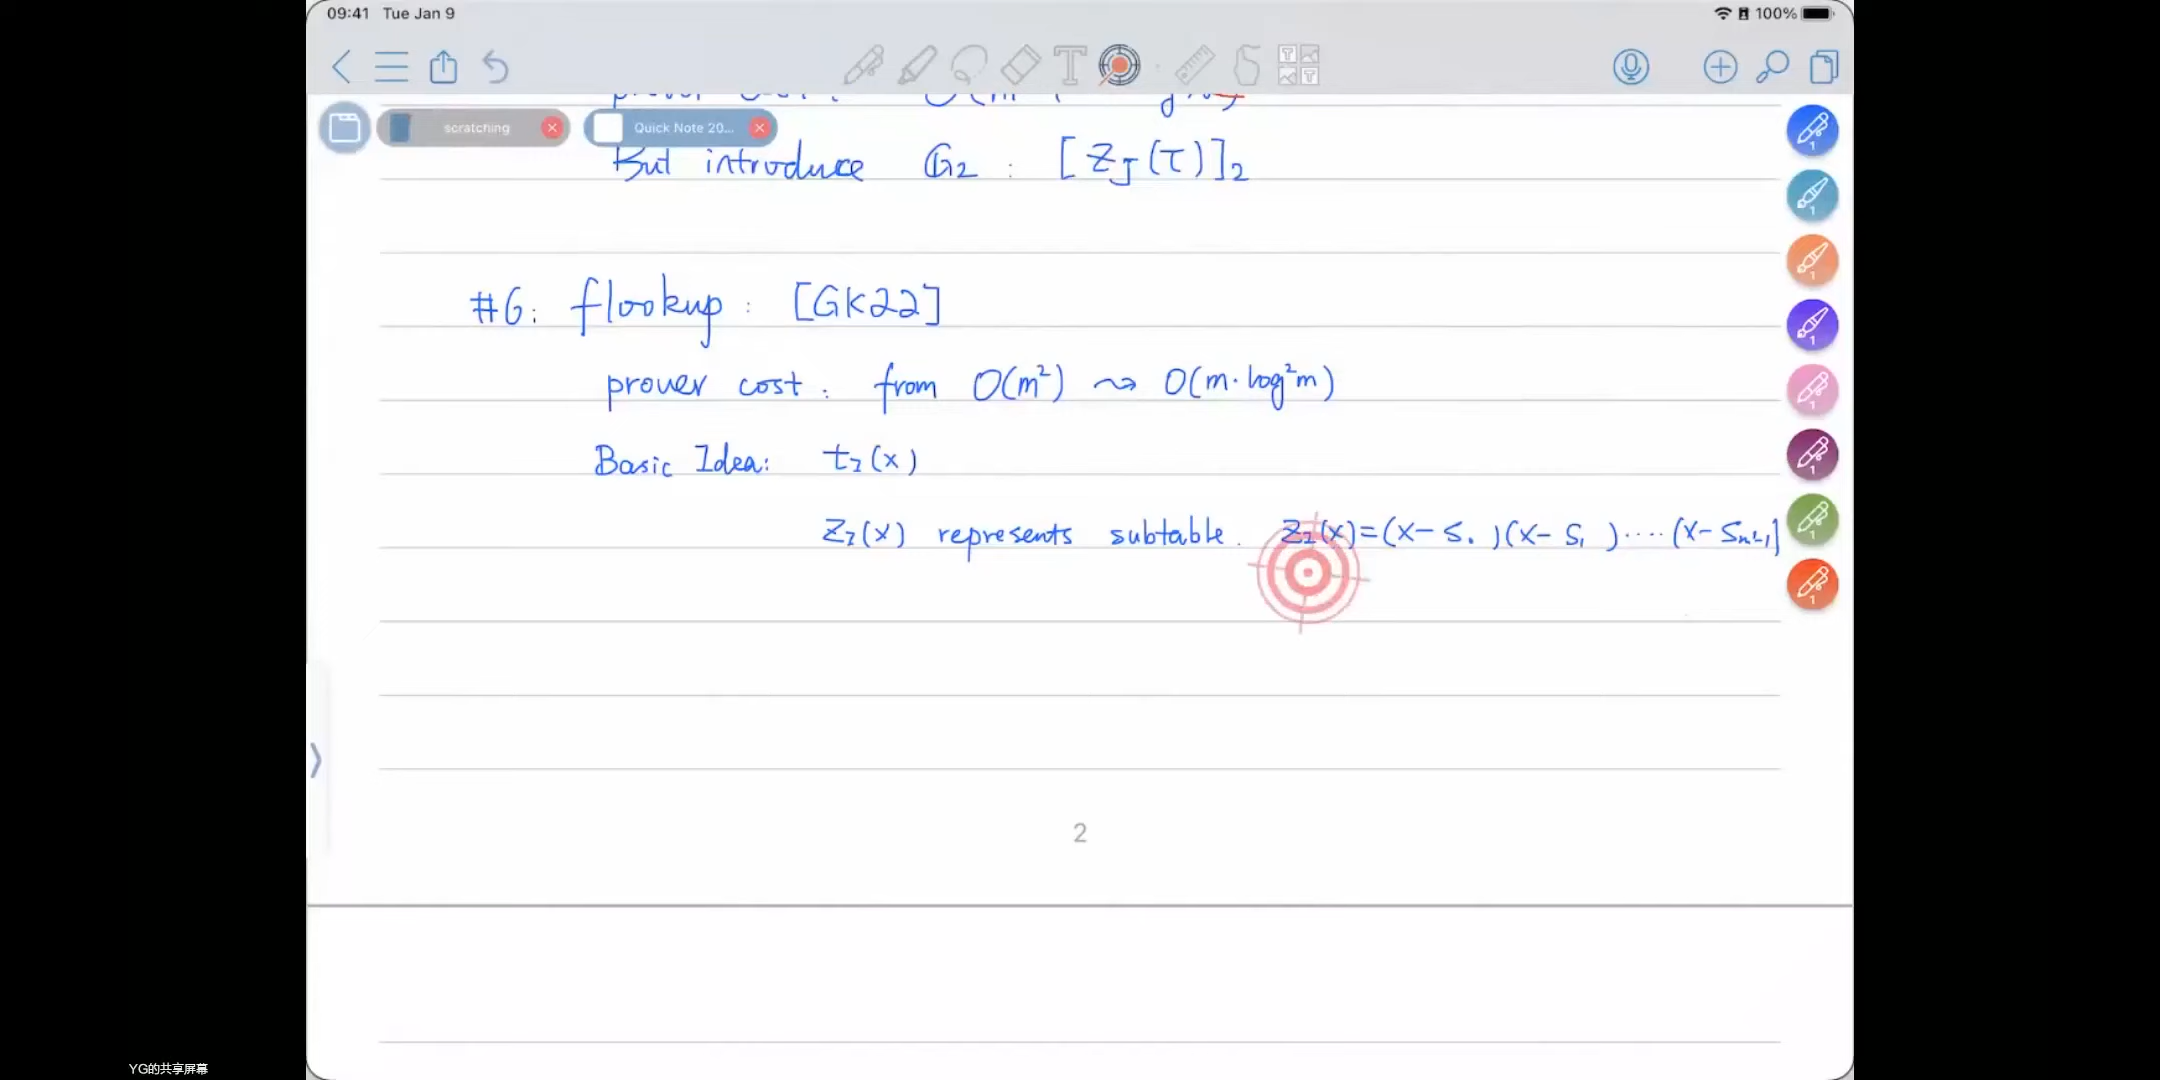 09:41 Tue Jan 9 100%
scratching Quick Note 20...
But introduce G2 : [ZJ(τ)]2
#6: flookup : [GK22]
prover cost : from O(m²) ⇝ O(m·log²m)
Basic Idea: tI(x)
ZI(x) represents subtable. ZI(x)=(x-S0)(x-S1)····(x-Sm-1)
2
YG的共享屏幕